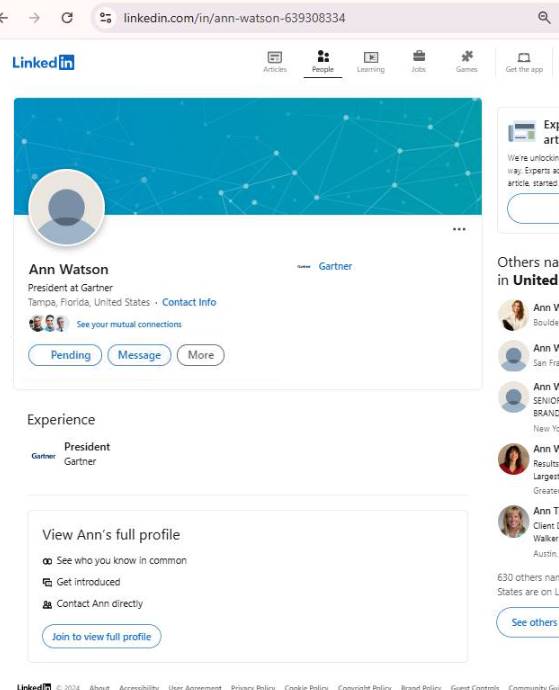 linkedin.com/in/ann-watson-639308334
Linked in
Articles
People
Learning
Jobs
Games
Get the app
Ann Watson
Gartner
Gartner
President at Gartner
Tampa, Florida, United States · Contact Info
See your mutual connections
Pending
Message
More
Experience
President
Gartner
Gartner
View Ann's full profile
See who you know in common
Get introduced
Contact Ann directly
Join to view full profile
Exp
art
We're unlockin
way. Experts ac
article, started
Others na
in United
Ann W
Boulde
Ann W
San Fra
Ann W
SENIOR
BRAND
New Yo
Ann W
Results
Largest
Greate
Ann T
Client D
Walker
Austin,
630 others nam
States are on L
See others
Linked in © 2024 About Accessibility User Agreement Privacy Policy Cookie Policy Copyright Policy Brand Policy Guest Controls Community Gui